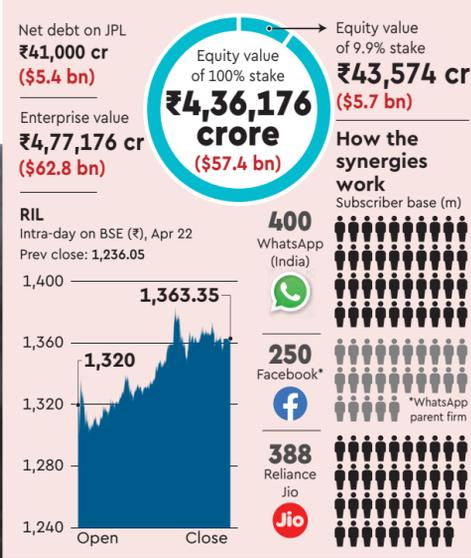 Net debt on JPL
₹41,000 cr
($5.4 bn)
Enterprise value
₹4,77,176 cr
($62.8 bn)
Equity value
of 100% stake
₹4,36,176
crore
($57.4 bn)
Equity value
of 9.9% stake
₹43,574 cr
($5.7 bn)
RIL
Intra-day on BSE (₹), Apr 22
Prev close: 1,236.05
1,400
1,360
1,320
1,280
1,240
1,363.35
1,320
Open
Close
How the
synergies
work
Subscriber base (m)
400
WhatsApp
(India)
250
Facebook*
f
*WhatsApp
parent firm
388
Reliance
Jio
Jio